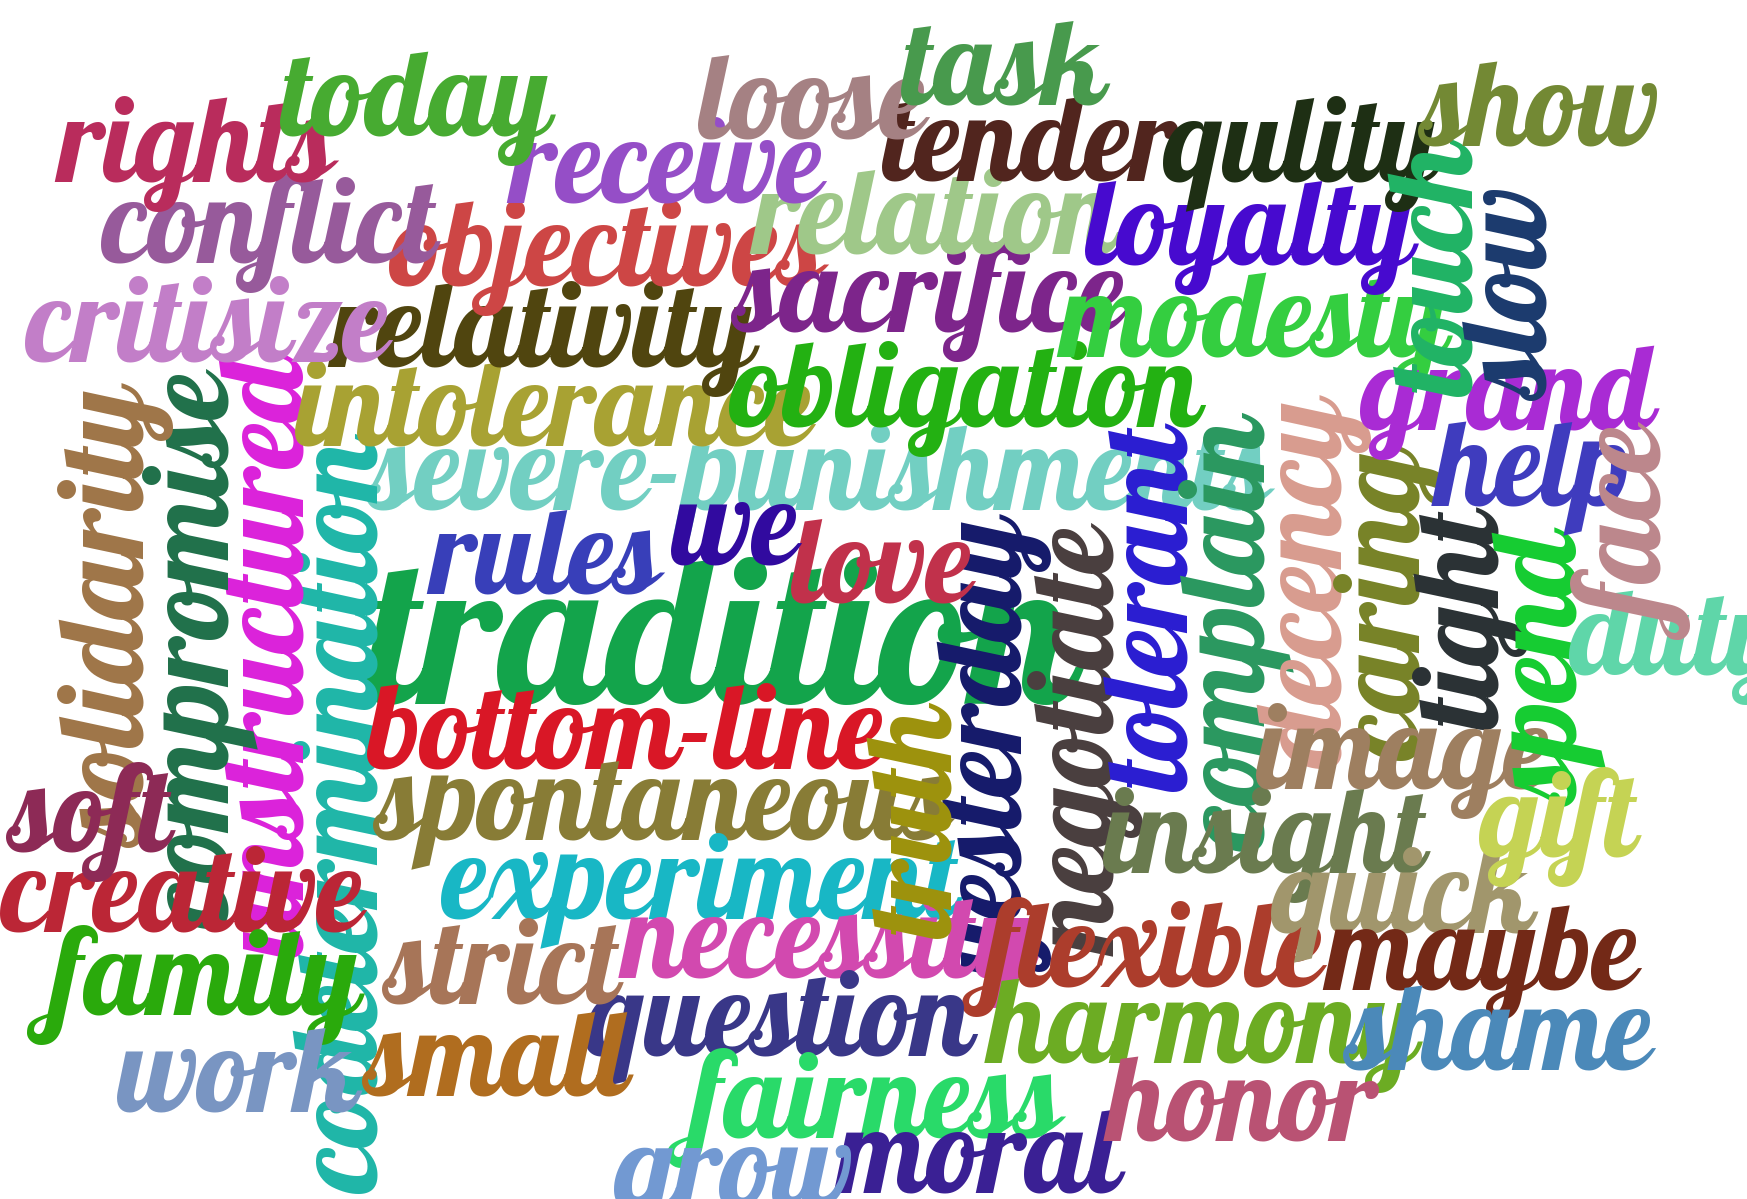 task
today
loose
show
rights
tender
qulity
receive
conflict
relation
loyalty
touch
slow
objectives
sacrifice
critisize
relativity
modesty
obligation
grand
intolerance
solidarity
compromise
unstructured
severe-punishments
help
face
we
rules
love
tradition
tolerant
complain
decency
caring
tight
spend
yesterday
negotiate
duty
bottom-line
image
truth
spontaneous
soft
insight
gift
experiment
creative
quick
necessity
flexible
maybe
family
strict
question
harmony
shame
small
work
fairness
honor
moral
grow